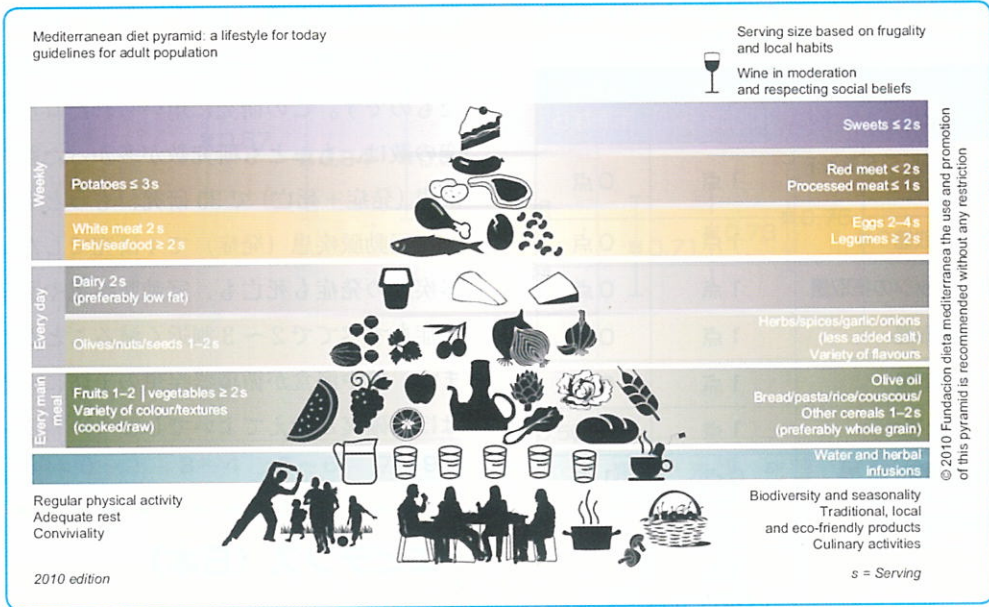 Mediterranean diet pyramid: a lifestyle for today
guidelines for adult population
Serving size based on frugality
and local habits
Wine in moderation
and respecting social beliefs
Weekly
Sweets ≤ 2s
Potatoes ≤ 3s
Red meet < 2s
Processed meat ≤ 1s
White meat 2s
Fish/seafood ≥ 2s
Eggs 2–4s
Legumes ≥ 2s
Every day
Dairy 2s
(preferably low fat)
Olives/nuts/seeds 1–2s
Herbs/spices/garlic/onions
(less added salt)
Variety of flavours
Every main
meal
Fruits 1–2 | vegetables ≥ 2s
Variety of colour/textures
(cooked/raw)
Olive oil
Bread/pasta/rice/couscous/
Other cereals 1–2s
(preferably whole grain)
Water and herbal
infusions
Regular physical activity
Adequate rest
Conviviality
Biodiversity and seasonality
Traditional, local
and eco-friendly products
Culinary activities
2010 edition
s = Serving
© 2010 Fundacion dieta mediterranea the use and promotion
of this pyramid is recommended without any restriction